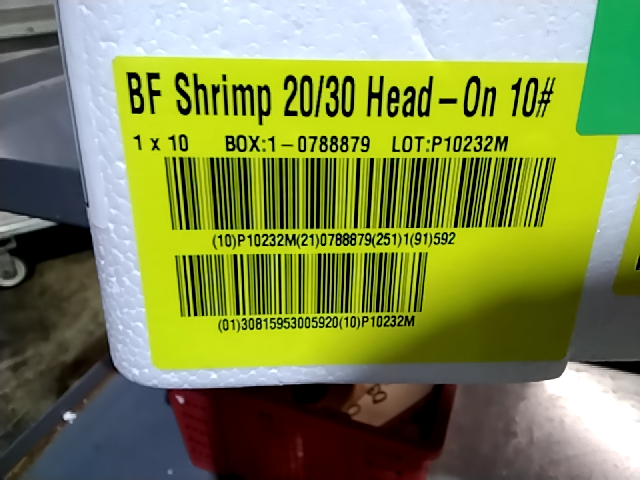 BF Shrimp 20/30 Head-On 10#
1 x 10 BOX:1-0788879 LOT:P10232M
(10)P10232M(21)0788879(251)1(91)592
(01)30815953005920(10)P10232M